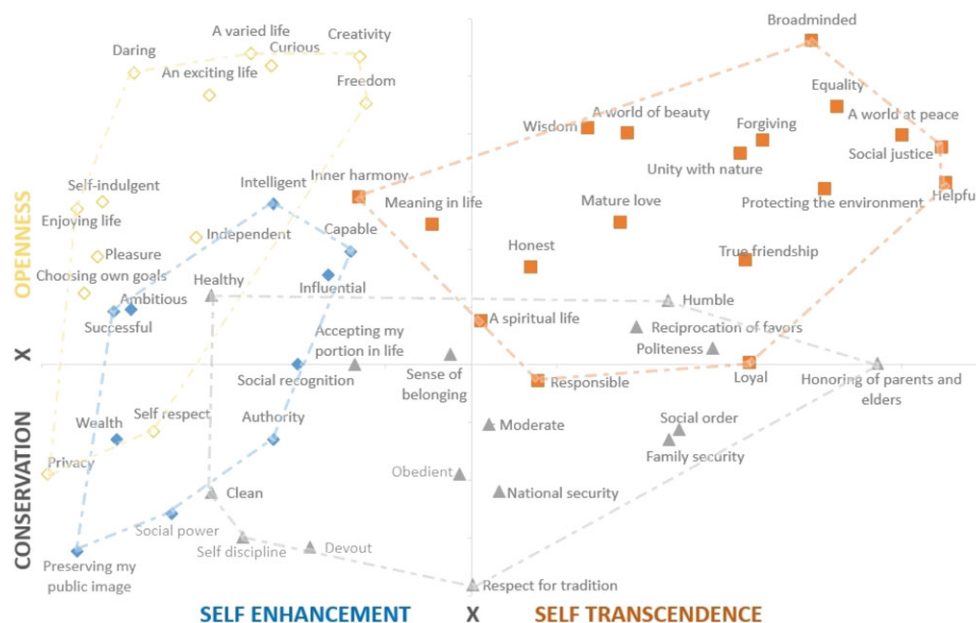 Broadminded
A varied life
Creativity
Daring
Curious
An exciting life
Freedom
Equality
A world of beauty
A world at peace
Wisdom
Forgiving
Social justice
Unity with nature
Inner harmony
Self-indulgent
Intelligent
Helpfu
Meaning in life
Mature love
Protecting the environment
Enjoying life
Independent
Capable
Honest
True friendship
Pleasure
Choosing own goals
Healthy
Influential
Ambitious
Humble
Successful
A spiritual life
Accepting my
portion in life
Reciprocation of favors
Politeness
Social recognition
Sense of
belonging
Responsible
Loyal
Honoring of parents and
elders
Wealth
Self respect
Authority
Moderate
Social order
Family security
Privacy
Obedient
Clean
National security
Social power
Self discipline
Devout
Preserving my
public image
Respect for tradition
OPENNESS
X
CONSERVATION
SELF ENHANCEMENT
X
SELF TRANSCENDENCE